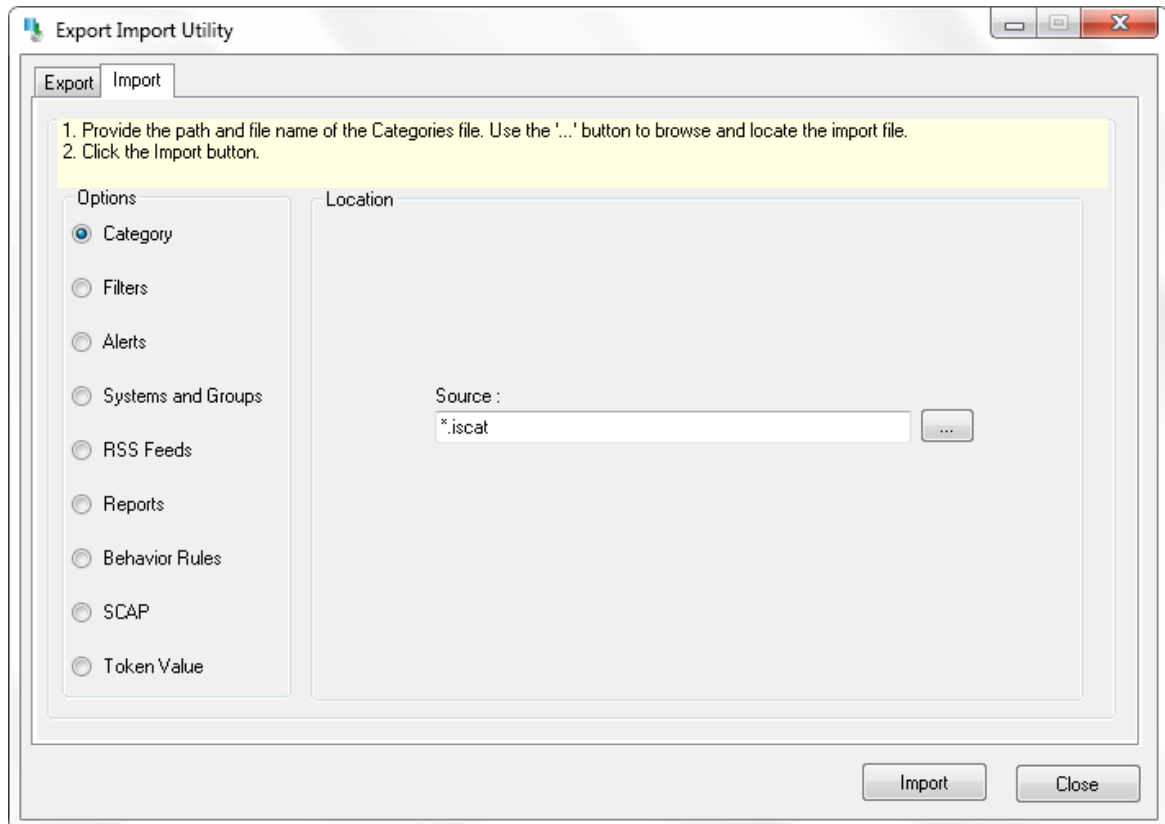 Export Import Utility
Export
Import
1. Provide the path and file name of the Categories file. Use the '...' button to browse and locate the import file.
2. Click the Import button.
Options
Category
Filters
Alerts
Systems and Groups
RSS Feeds
Reports
Behavior Rules
SCAP
Token Value
Location
Source :
*.iscat
...
Import
Close